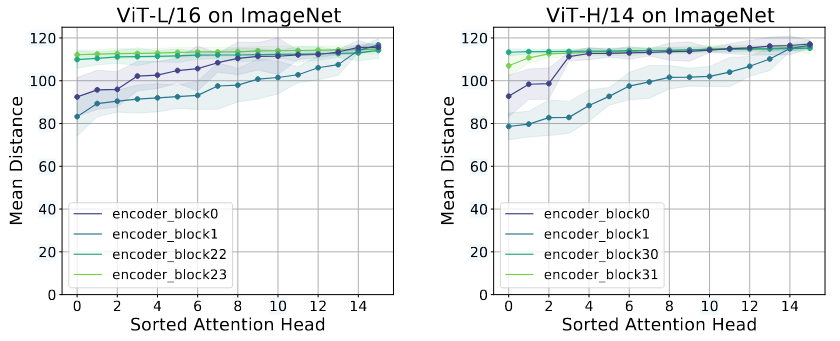 ViT-L/16 on ImageNet
120
100
80
60
40
20
0
Mean Distance
encoder_block0
encoder_block1
encoder_block22
encoder_block23
0 2 4 6 8 10 12 14
Sorted Attention Head
ViT-H/14 on ImageNet
120
100
80
60
40
20
0
Mean Distance
encoder_block0
encoder_block1
encoder_block30
encoder_block31
0 2 4 6 8 10 12 14
Sorted Attention Head